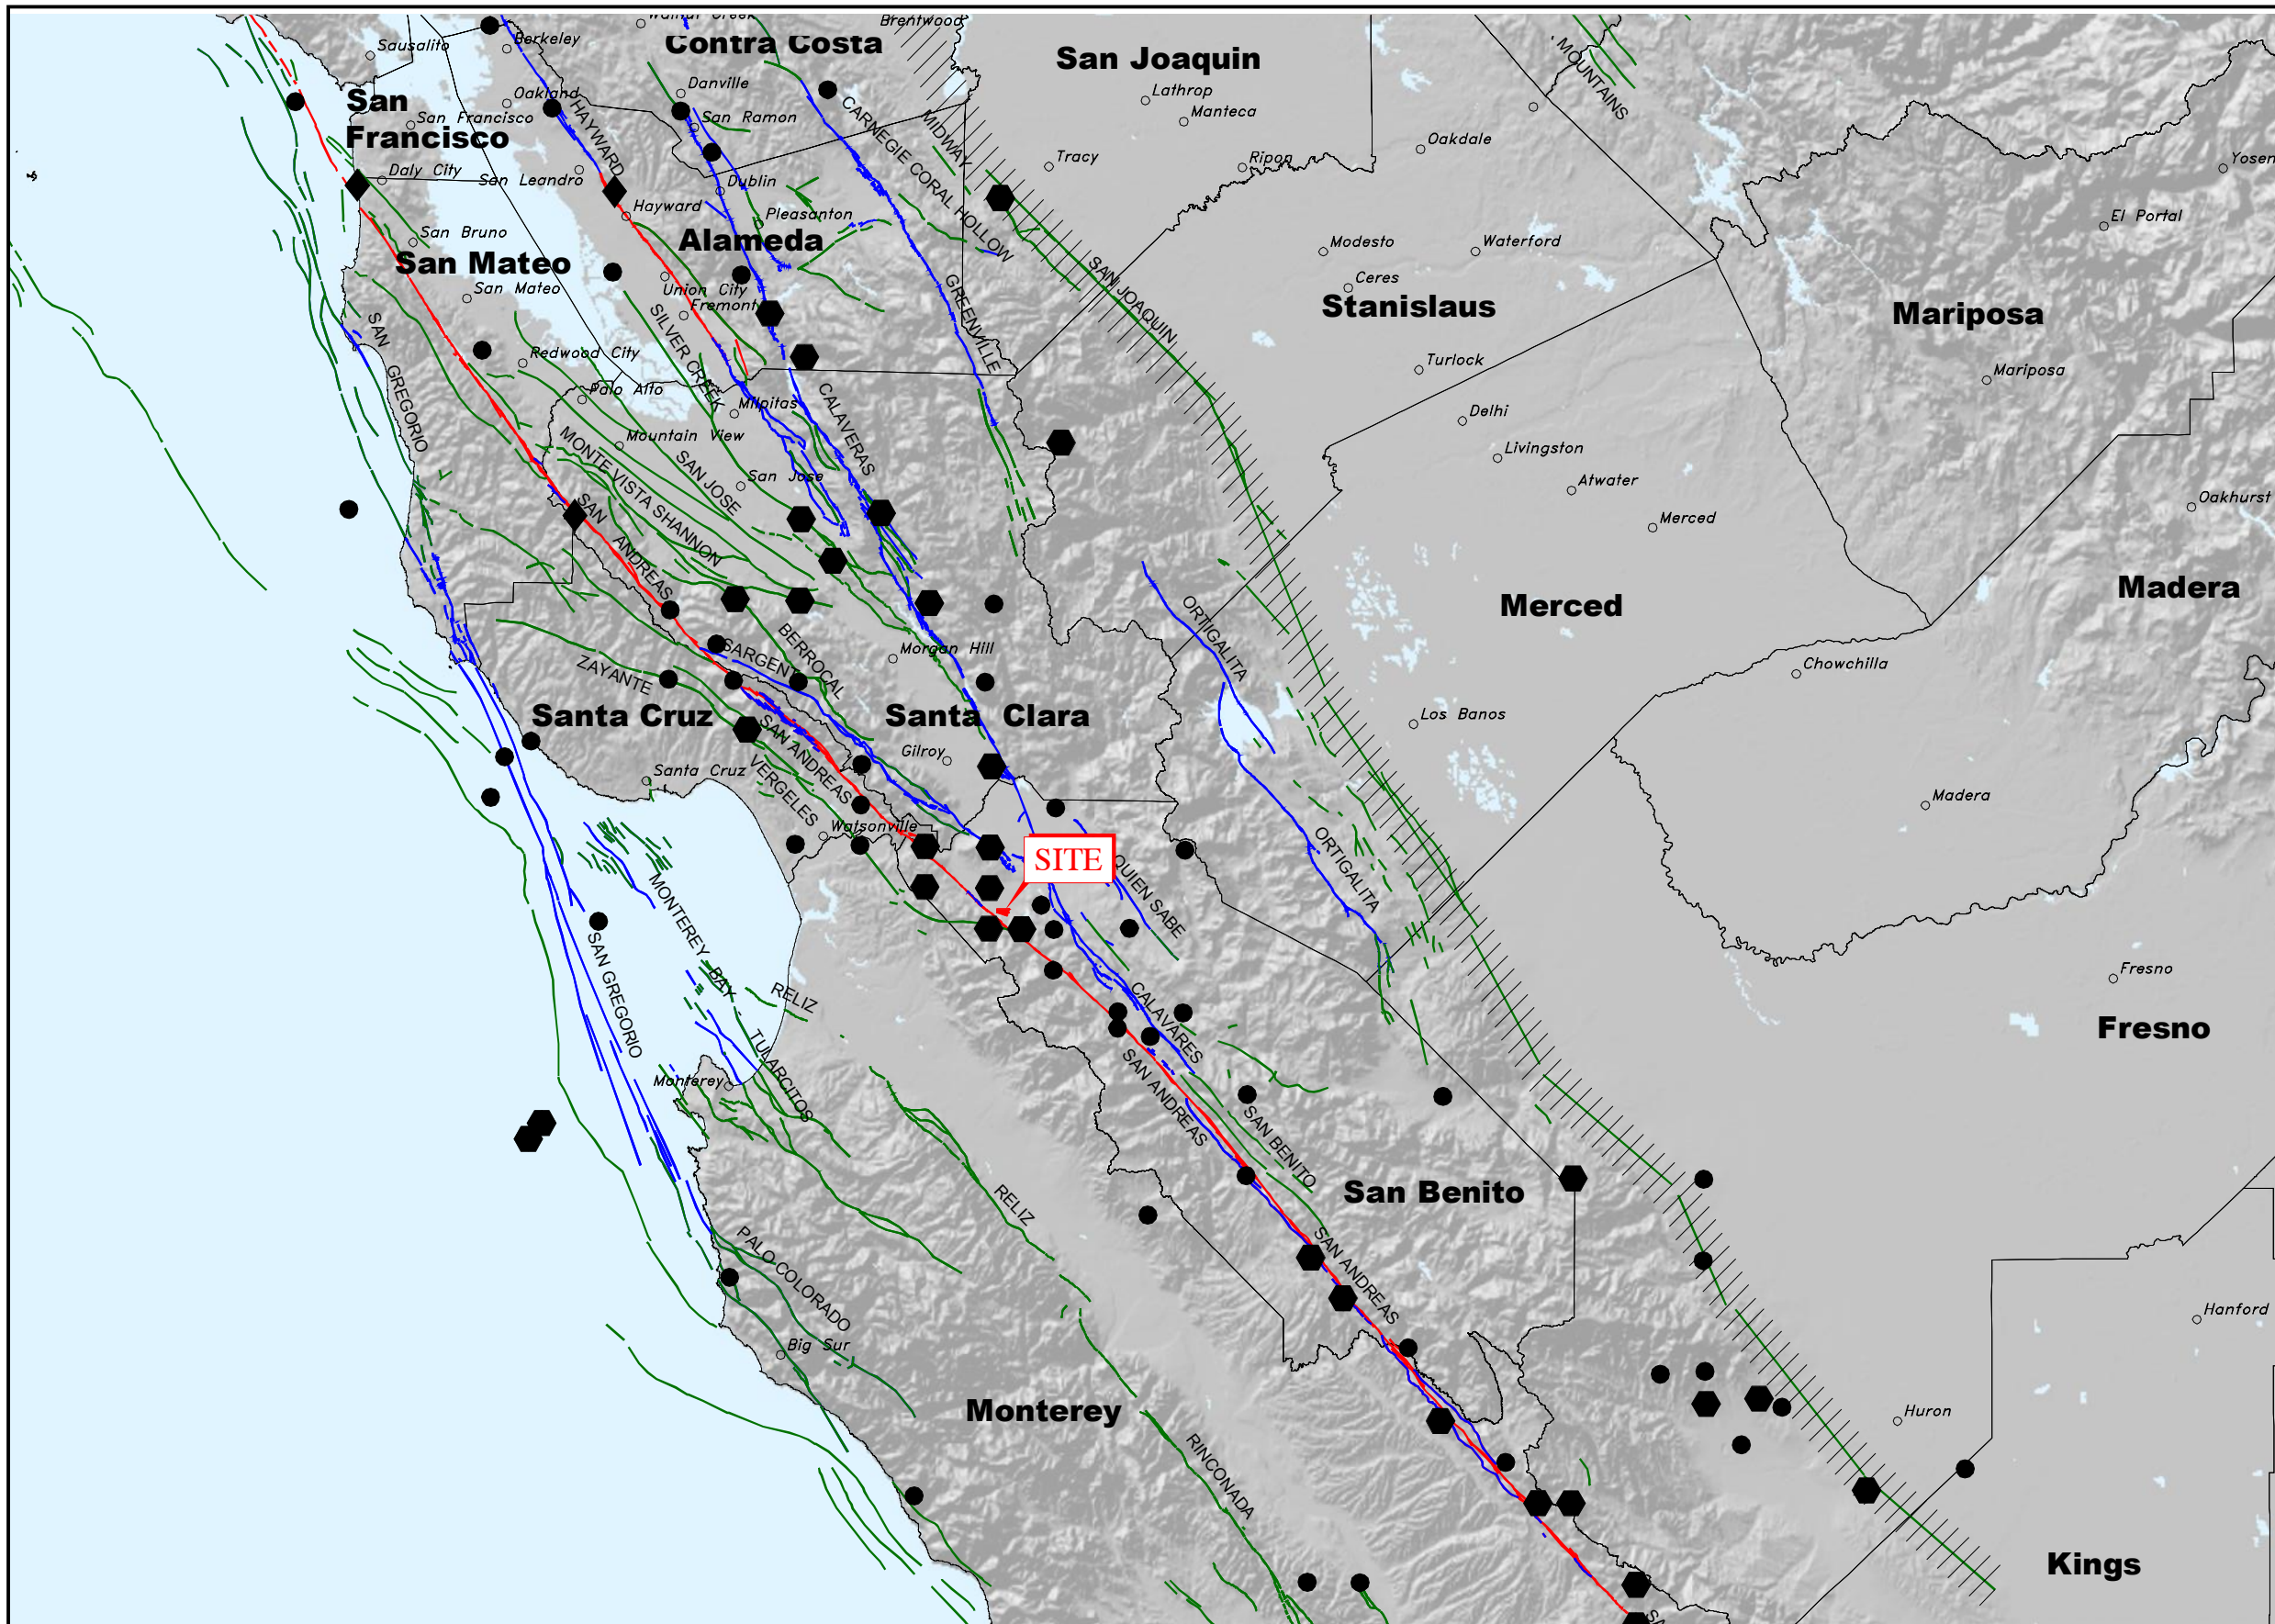 Walnut Creek
Brentwood
Sausalito
Berkeley
Contra Costa
San Joaquin
MOUNTAINS
Danville
Lathrop
San
Francisco
Oakland
San Francisco
San Ramon
CARNEGIE CORAL HOLLOW
MIDWAY
Manteca
Oakdale
HAYWARD
Daly City
San Leandro
Dublin
Tracy
Ripon
Hayward
Pleasanton
El Portal
San Bruno
Alameda
Modesto
Waterford
San Mateo
San Mateo
Union City
Fremont
GREENVILLE
SAN JOAQUIN
Ceres
Stanislaus
Mariposa
SAN GREGORIO
SILVER CREEK
Redwood City
Turlock
Mariposa
Palo Alto
Milpitas
CALAVERAS
Delhi
Mountain View
Livingston
MONTE VISTA SHANNON
SAN JOSE
San Jose
Atwater
Oakhurst
Merced
SAN ANDREAS
Merced
Madera
ORTIGALITA
BERROCAL
SARGENT
Morgan Hill
ZAYANTE
Chowchilla
Santa Cruz
Santa Clara
Los Banos
SAN ANDREAS
Gilroy
VERGELES
Santa Cruz
Madera
Watsonville
SITE
ORTIGALITA
QUIEN SABE
MONTEREY BAY - TULARCITOS
SAN GREGORIO
RELIZ
Fresno
CALAVARES
Fresno
SAN ANDREAS
Monterey
SAN BENITO
RELIZ
San Benito
PALO COLORADO
SAN ANDREAS
Hanford
Big Sur
Monterey
Huron
RINCONADA
Kings